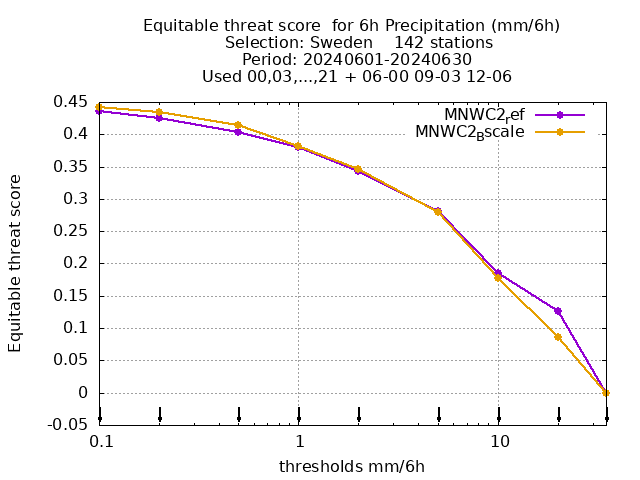 Equitable threat score  for 6h Precipitation (mm/6h)
Selection: Sweden    142 stations
Period: 20240601-20240630
Used 00,03,...,21 + 06-00 09-03 12-06
MNWC2_ref
MNWC2_Bscale
Equitable threat score
0.45
0.4
0.35
0.3
0.25
0.2
0.15
0.1
0.05
0
-0.05
0.1
1
10
thresholds mm/6h